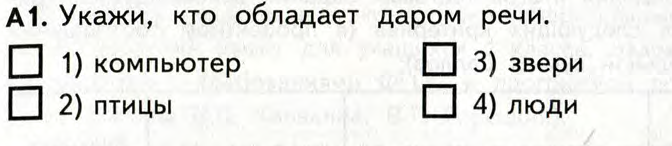 А1. Укажи, кто обладает даром речи.
1) компьютер 3) звери
2) птицы 4) люди